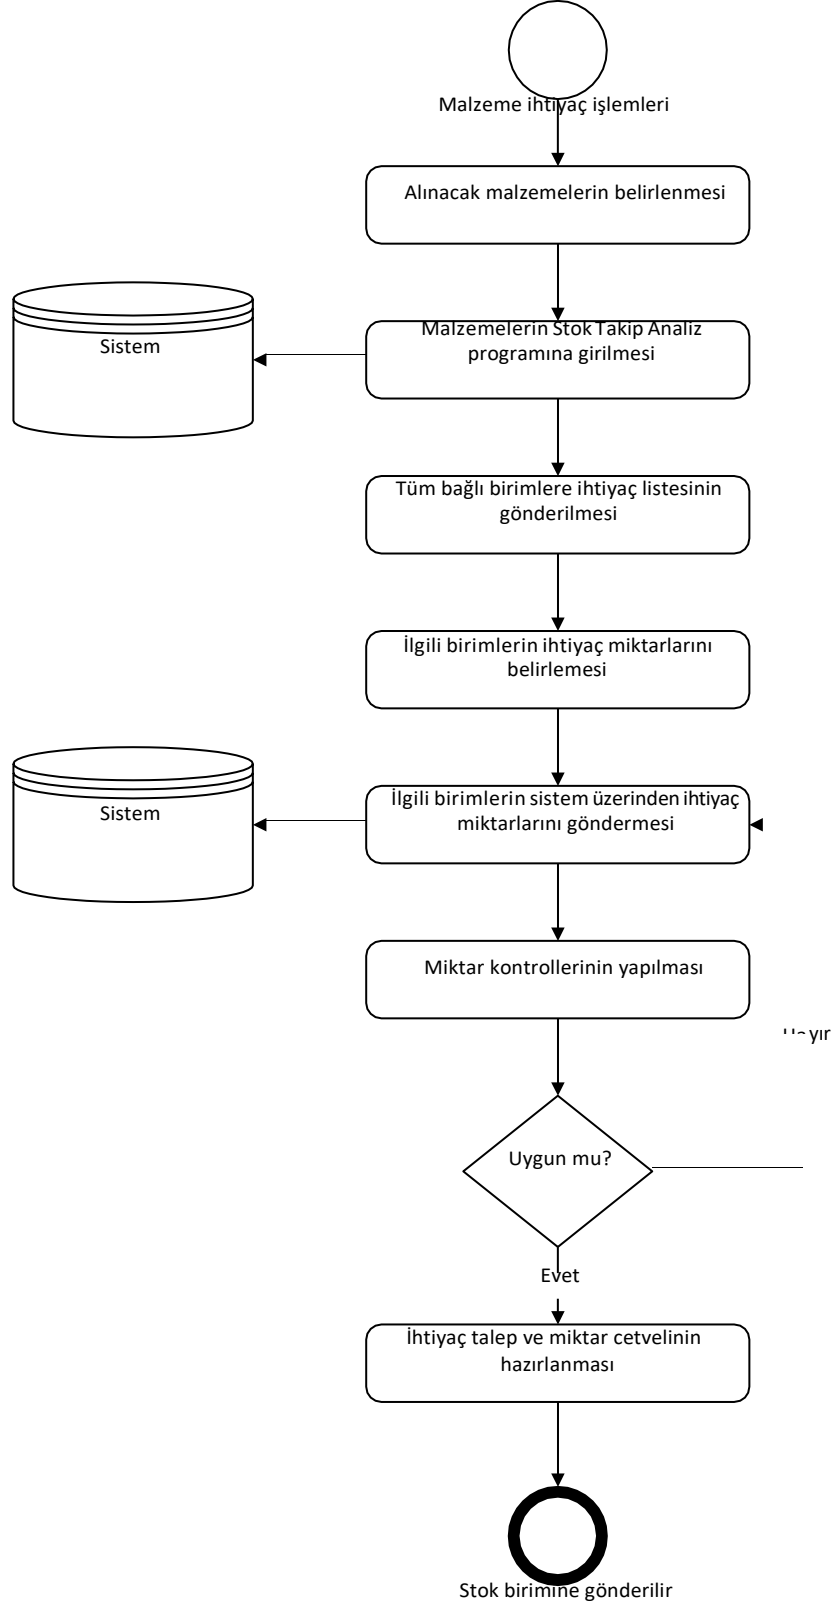 Malzeme ihtiyaç işlemleri
Alınacak malzemelerin belirlenmesi
Malzemelerin Stok Takip Analiz
programına girilmesi
Sistem
Tüm bağlı birimlere ihtiyaç listesinin
gönderilmesi
İlgili birimlerin ihtiyaç miktarlarını
belirlemesi
İlgili birimlerin sistem üzerinden ihtiyaç
miktarlarını göndermesi
Sistem
Miktar kontrollerinin yapılması
Hayır
Uygun mu?
Evet
İhtiyaç talep ve miktar cetvelinin
hazırlanması
Stok birimine gönderilir